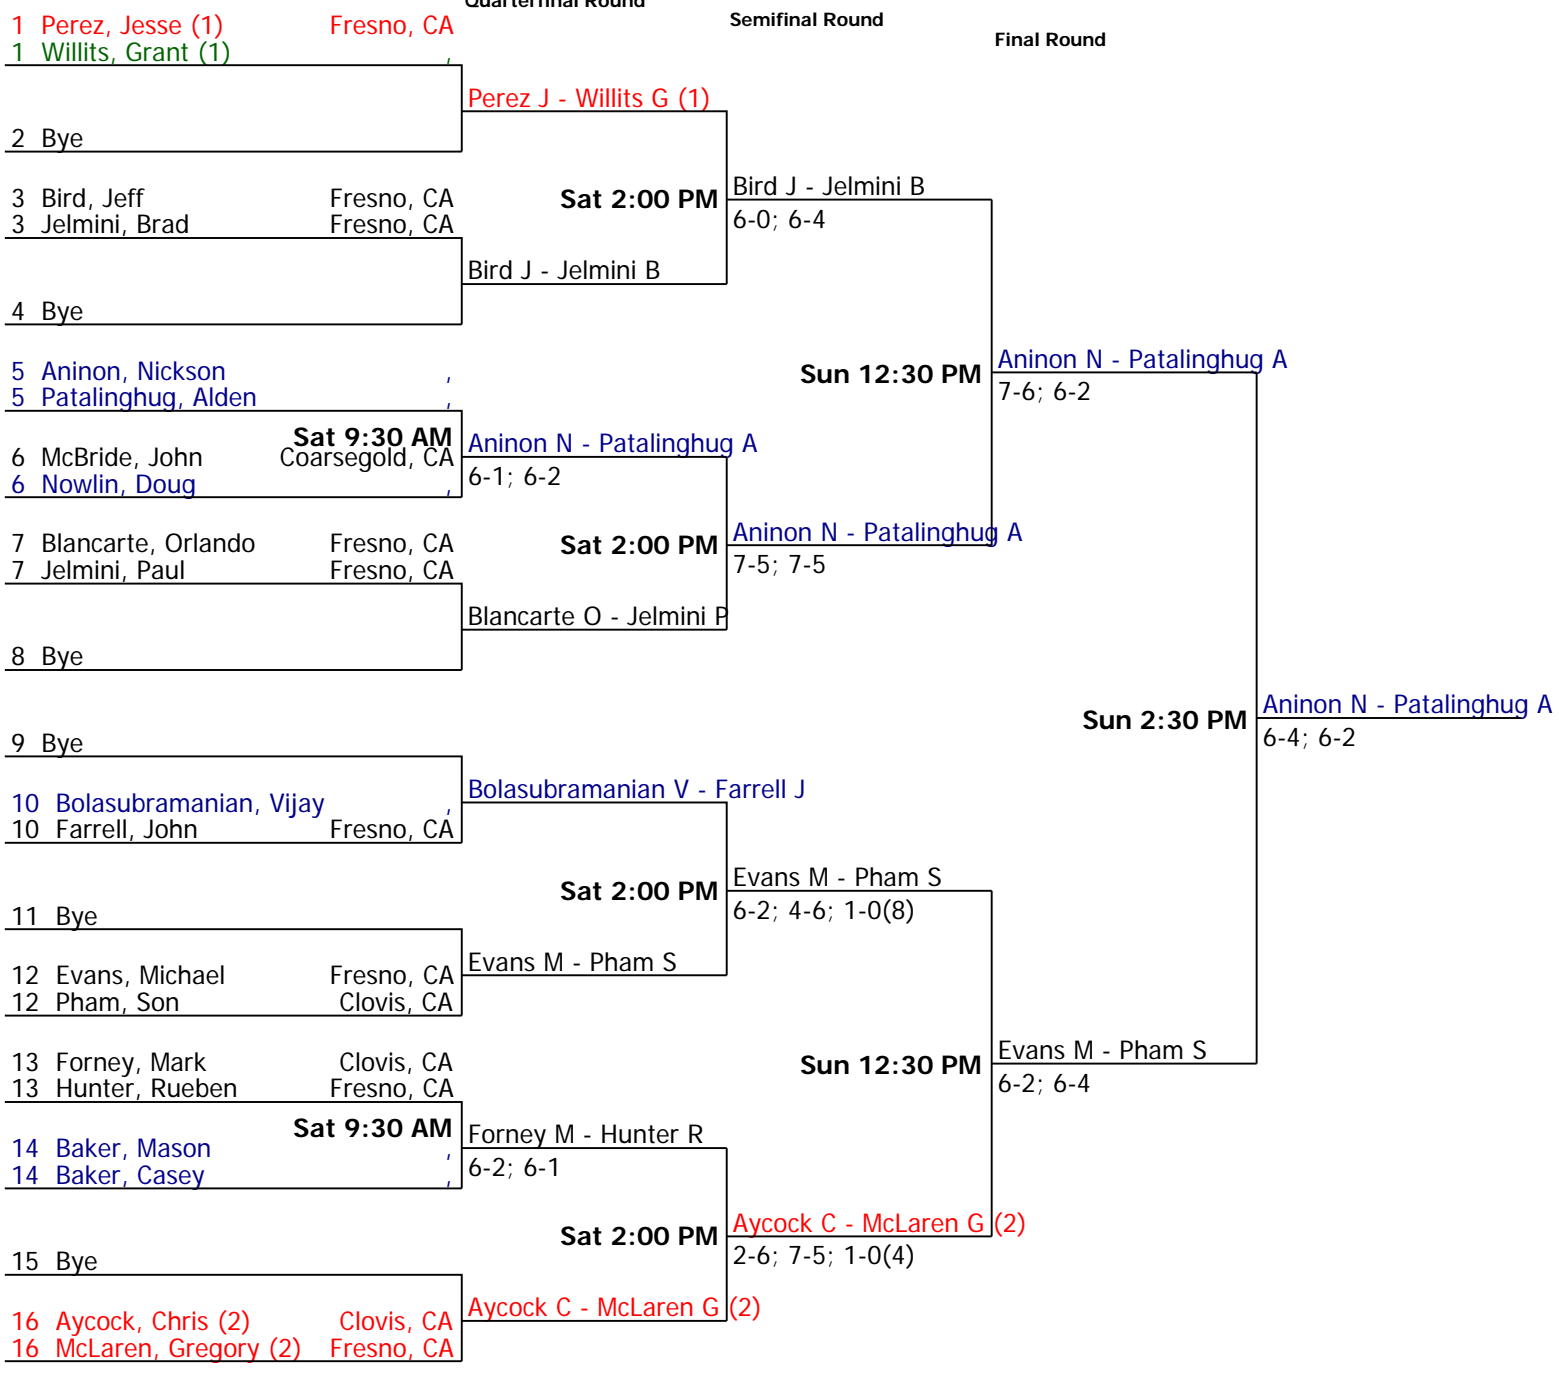 Quarterfinal Round
Semifinal Round
Final Round
1 Perez, Jesse (1) Fresno, CA
1 Willits, Grant (1) ,
Perez J - Willits G (1)
2 Bye
Bird J - Jelmini B
3 Bird, Jeff Fresno, CA
Sat 2:00 PM
3 Jelmini, Brad Fresno, CA
6-0; 6-4
Bird J - Jelmini B
4 Bye
Aninon N - Patalinghug A
5 Aninon, Nickson ,
Sun 12:30 PM
5 Patalinghug, Alden ,
7-6; 6-2
Sat 9:30 AM
Aninon N - Patalinghug A
6 McBride, John Coarsegold, CA
6-1; 6-2
6 Nowlin, Doug ,
Aninon N - Patalinghug A
7 Blancarte, Orlando Fresno, CA
Sat 2:00 PM
7 Jelmini, Paul Fresno, CA
7-5; 7-5
Blancarte O - Jelmini P
8 Bye
Aninon N - Patalinghug A
Sun 2:30 PM
6-4; 6-2
9 Bye
Bolasubramanian V - Farrell J
10 Bolasubramanian, Vijay ,
10 Farrell, John Fresno, CA
Evans M - Pham S
Sat 2:00 PM
6-2; 4-6; 1-0(8)
11 Bye
Evans M - Pham S
12 Evans, Michael Fresno, CA
12 Pham, Son Clovis, CA
Evans M - Pham S
13 Forney, Mark Clovis, CA
Sun 12:30 PM
13 Hunter, Rueben Fresno, CA
6-2; 6-4
Sat 9:30 AM
Forney M - Hunter R
14 Baker, Mason ,
6-2; 6-1
14 Baker, Casey ,
Aycock C - McLaren G (2)
Sat 2:00 PM
2-6; 7-5; 1-0(4)
15 Bye
Aycock C - McLaren G (2)
16 Aycock, Chris (2) Clovis, CA
16 McLaren, Gregory (2) Fresno, CA